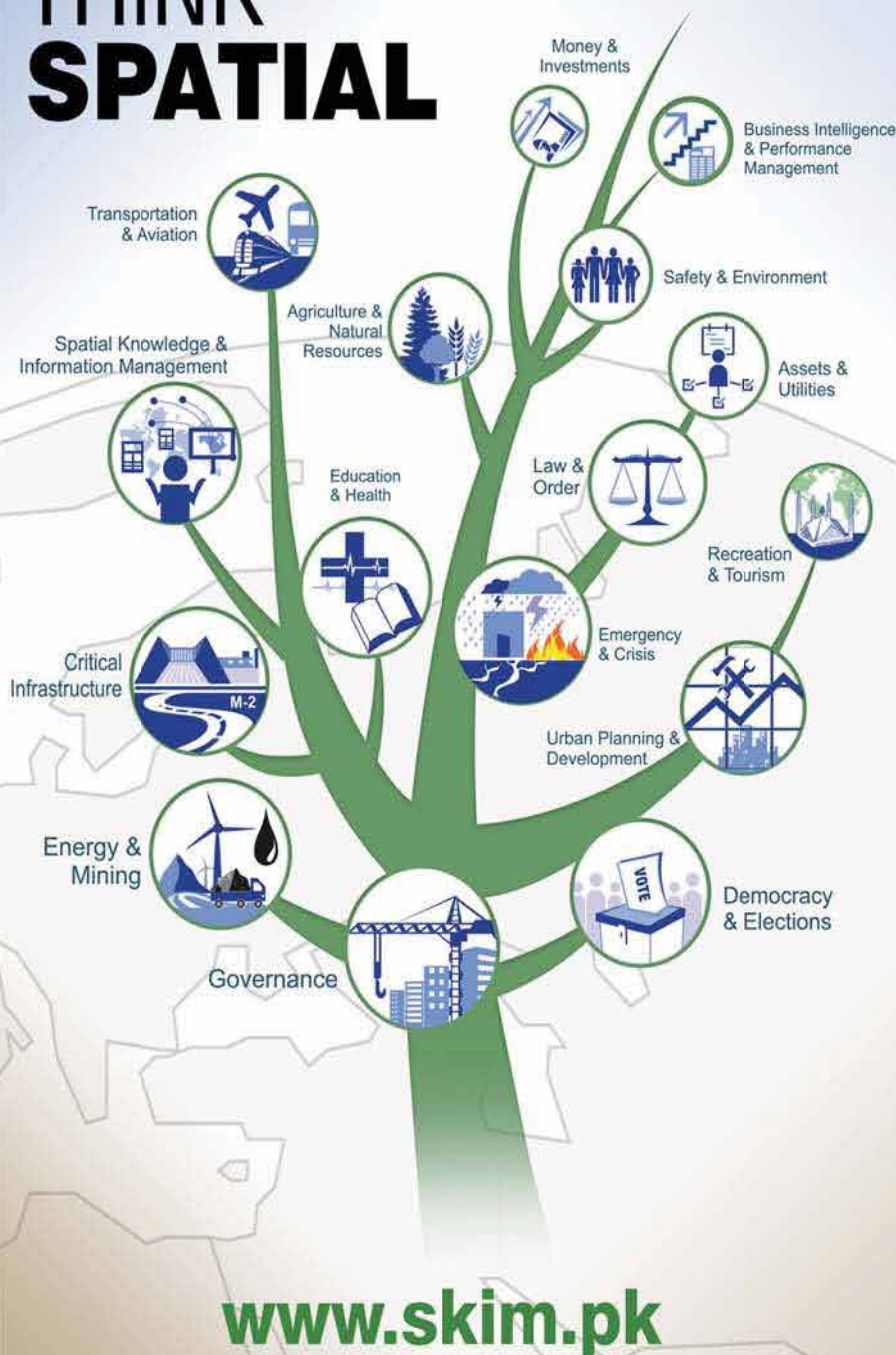 THINK
SPATIAL
Money &
Investments
Business Intelligence
& Performance
Management
Transportation
& Aviation
Safety & Environment
Agriculture &
Natural
Resources
Spatial Knowledge &
Information Management
Assets &
Utilities
Law &
Order
Education
& Health
Recreation
& Tourism
Emergency
& Crisis
Critical
Infrastructure
M-2
Urban Planning &
Development
Energy &
Mining
VOTE
Democracy
& Elections
Governance
www.skim.pk